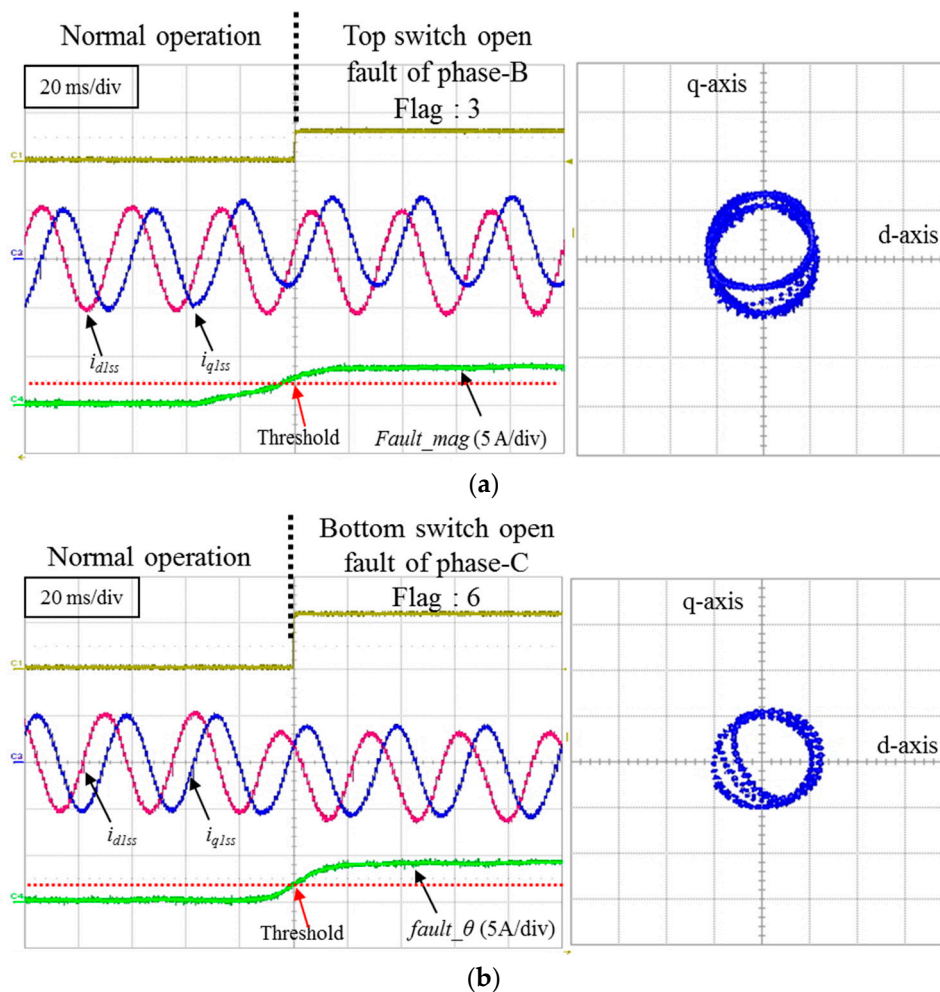 Normal operation
Top switch open
fault of phase-B
Flag : 3
20 ms/div
C1
C2
C4
i_d1ss
i_q1ss
Threshold
Fault_mag (5 A/div)
q-axis
d-axis
(a)
Normal operation
Bottom switch open
fault of phase-C
Flag : 6
20 ms/div
C1
C2
C4
i_d1ss
i_q1ss
Threshold
fault_θ (5A/div)
q-axis
d-axis
(b)